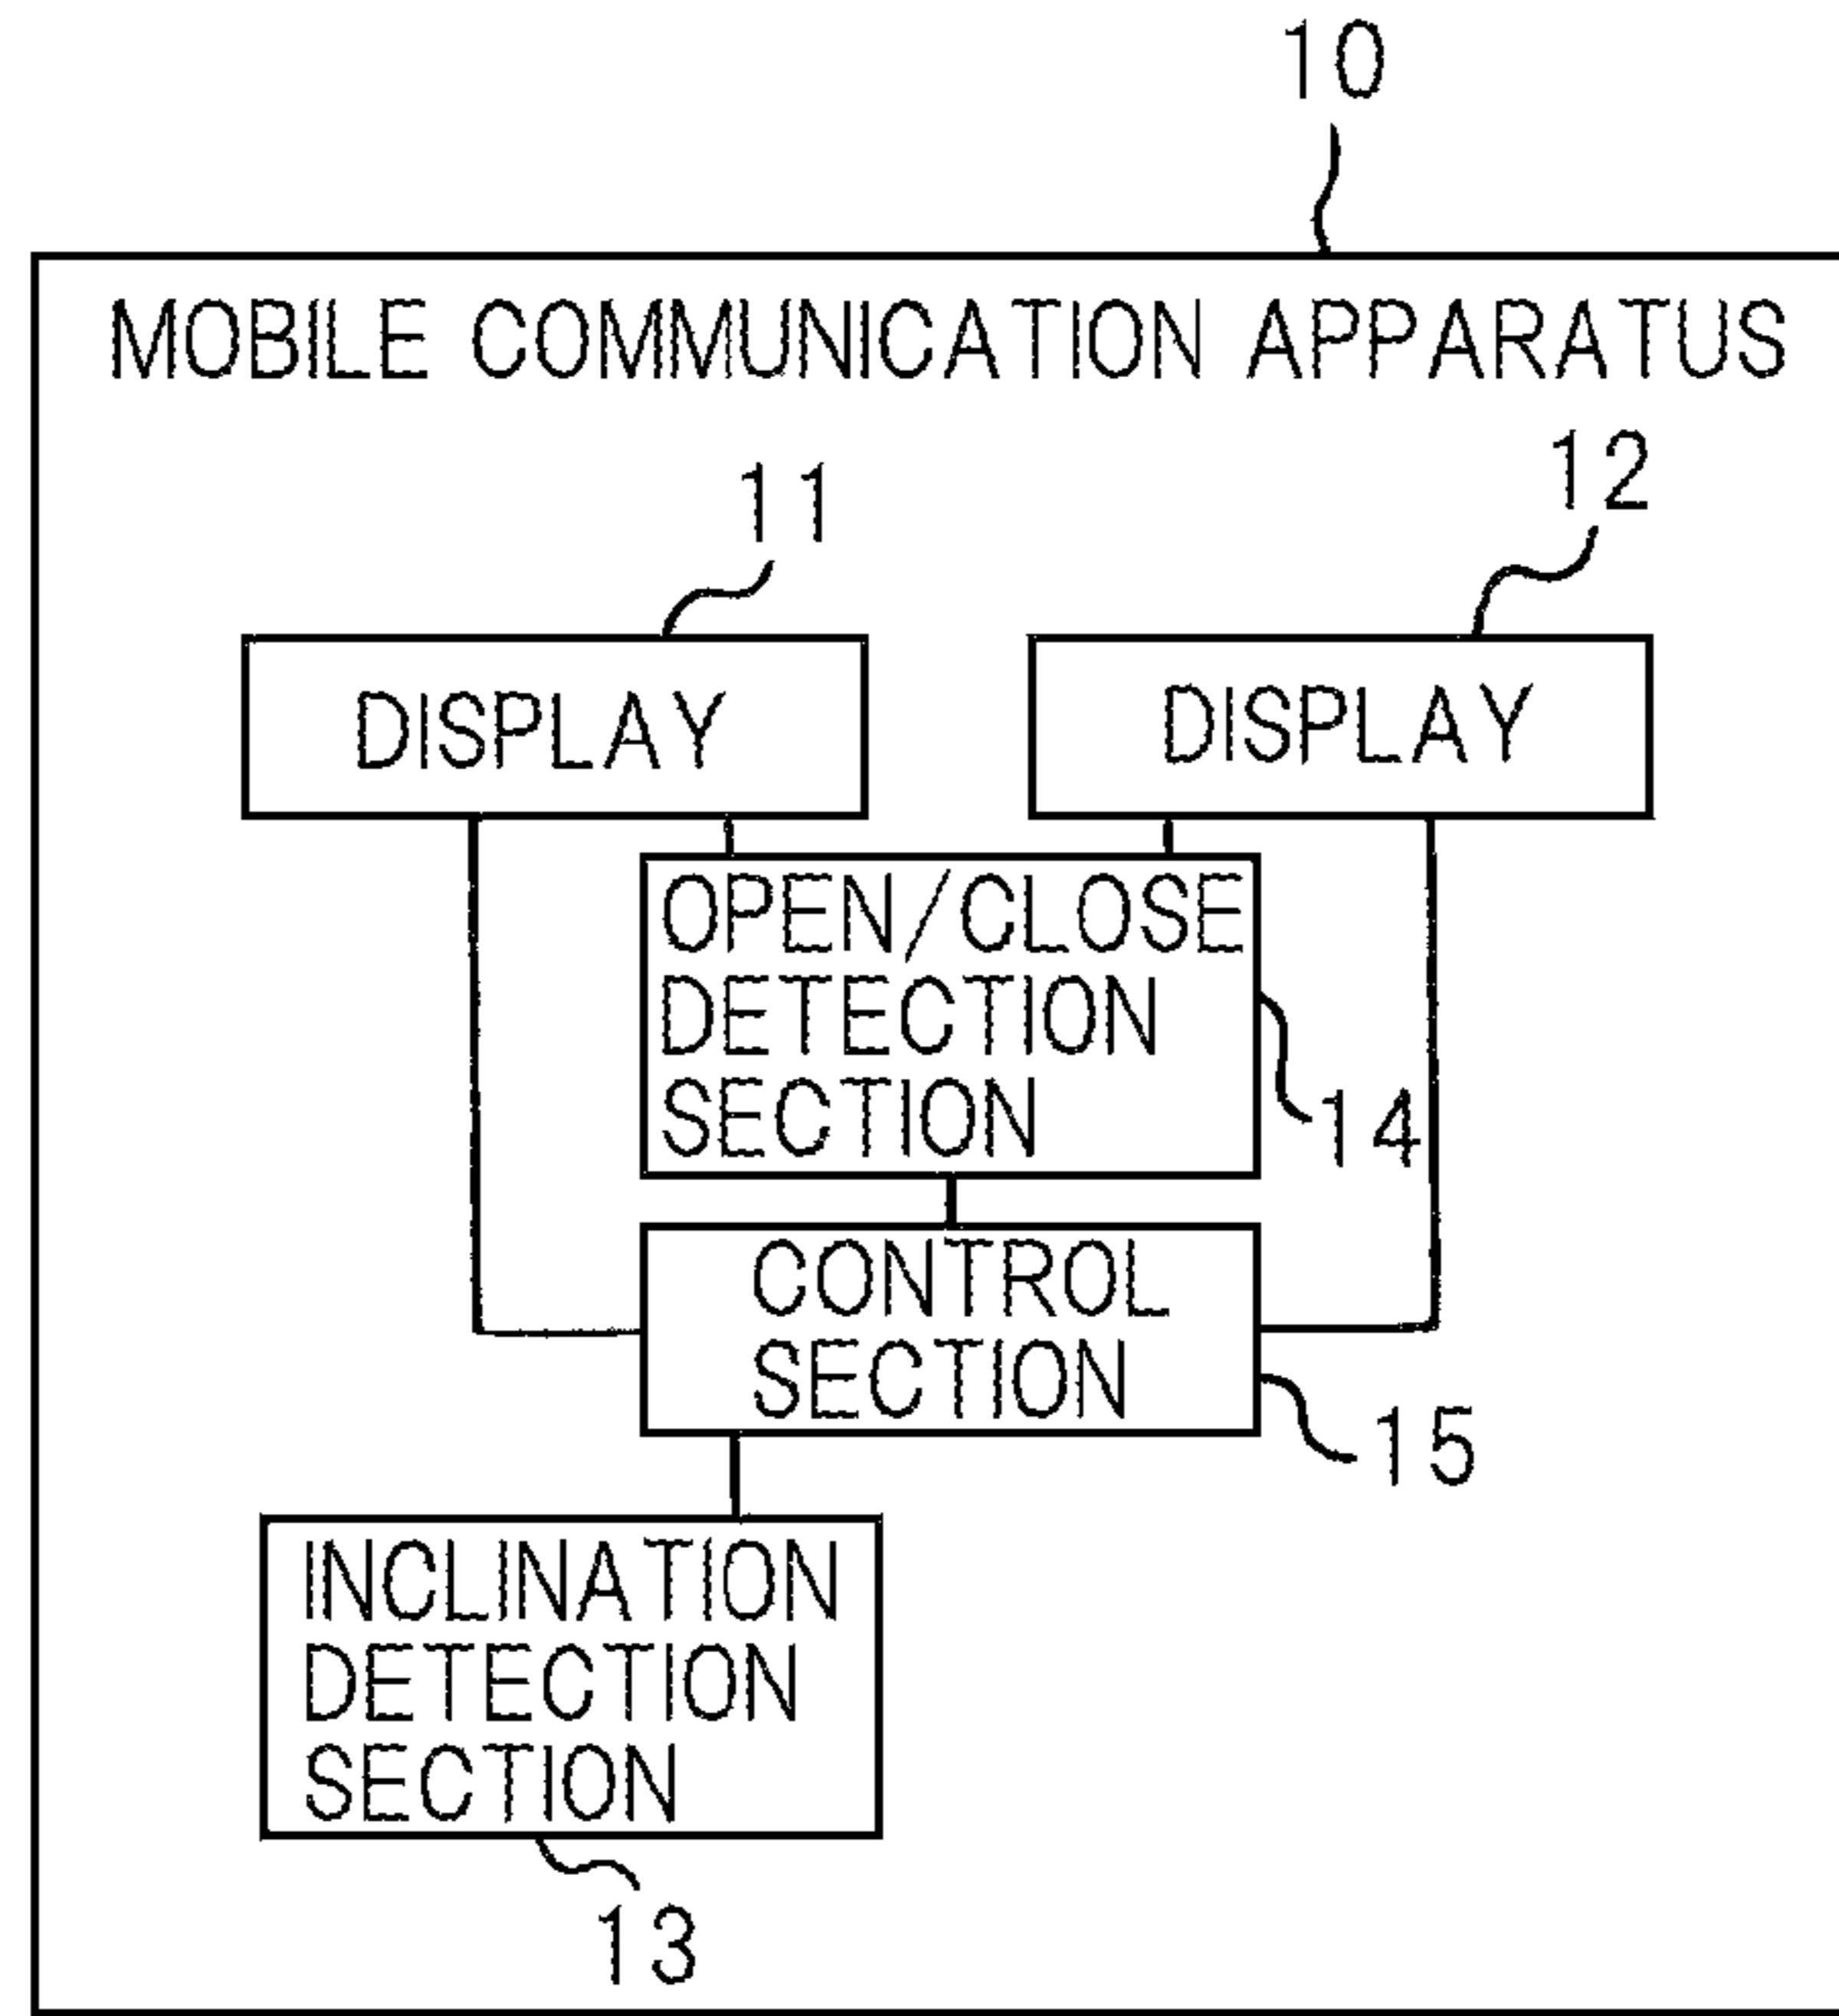 10
MOBILE COMMUNICATION APPARATUS
11
12
DISPLAY
DISPLAY
OPEN/CLOSE
DETECTION
SECTION
14
CONTROL
SECTION
15
INCLINATION
DETECTION
SECTION
13